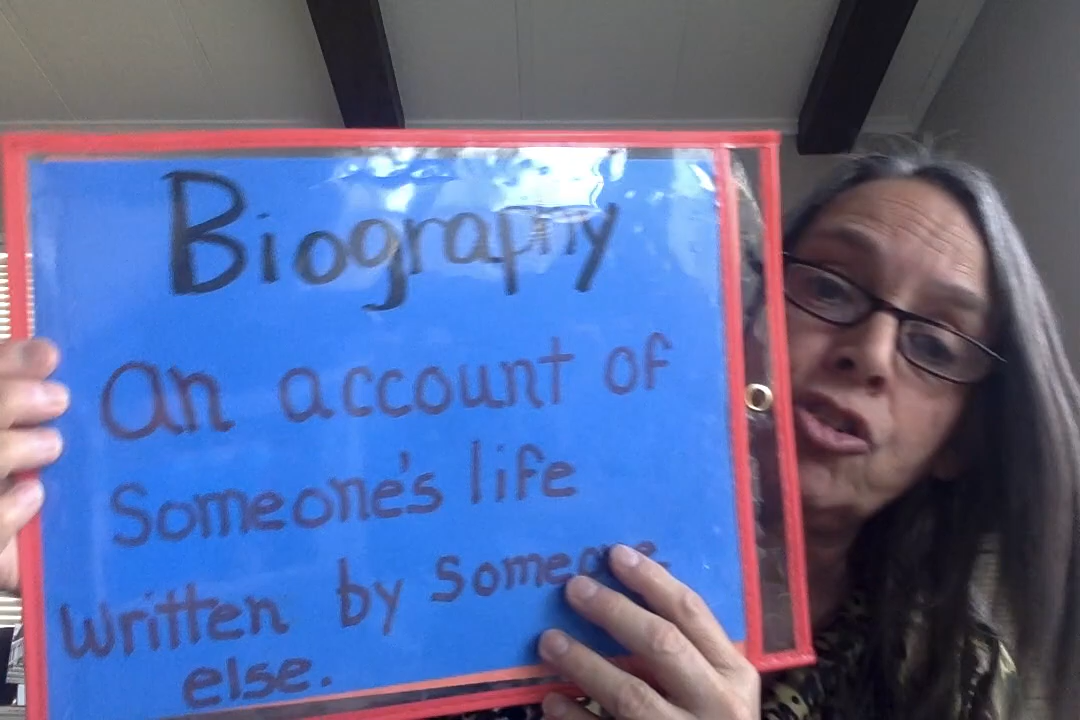 Biography
An account of
Someone's life
Written by someone
else.